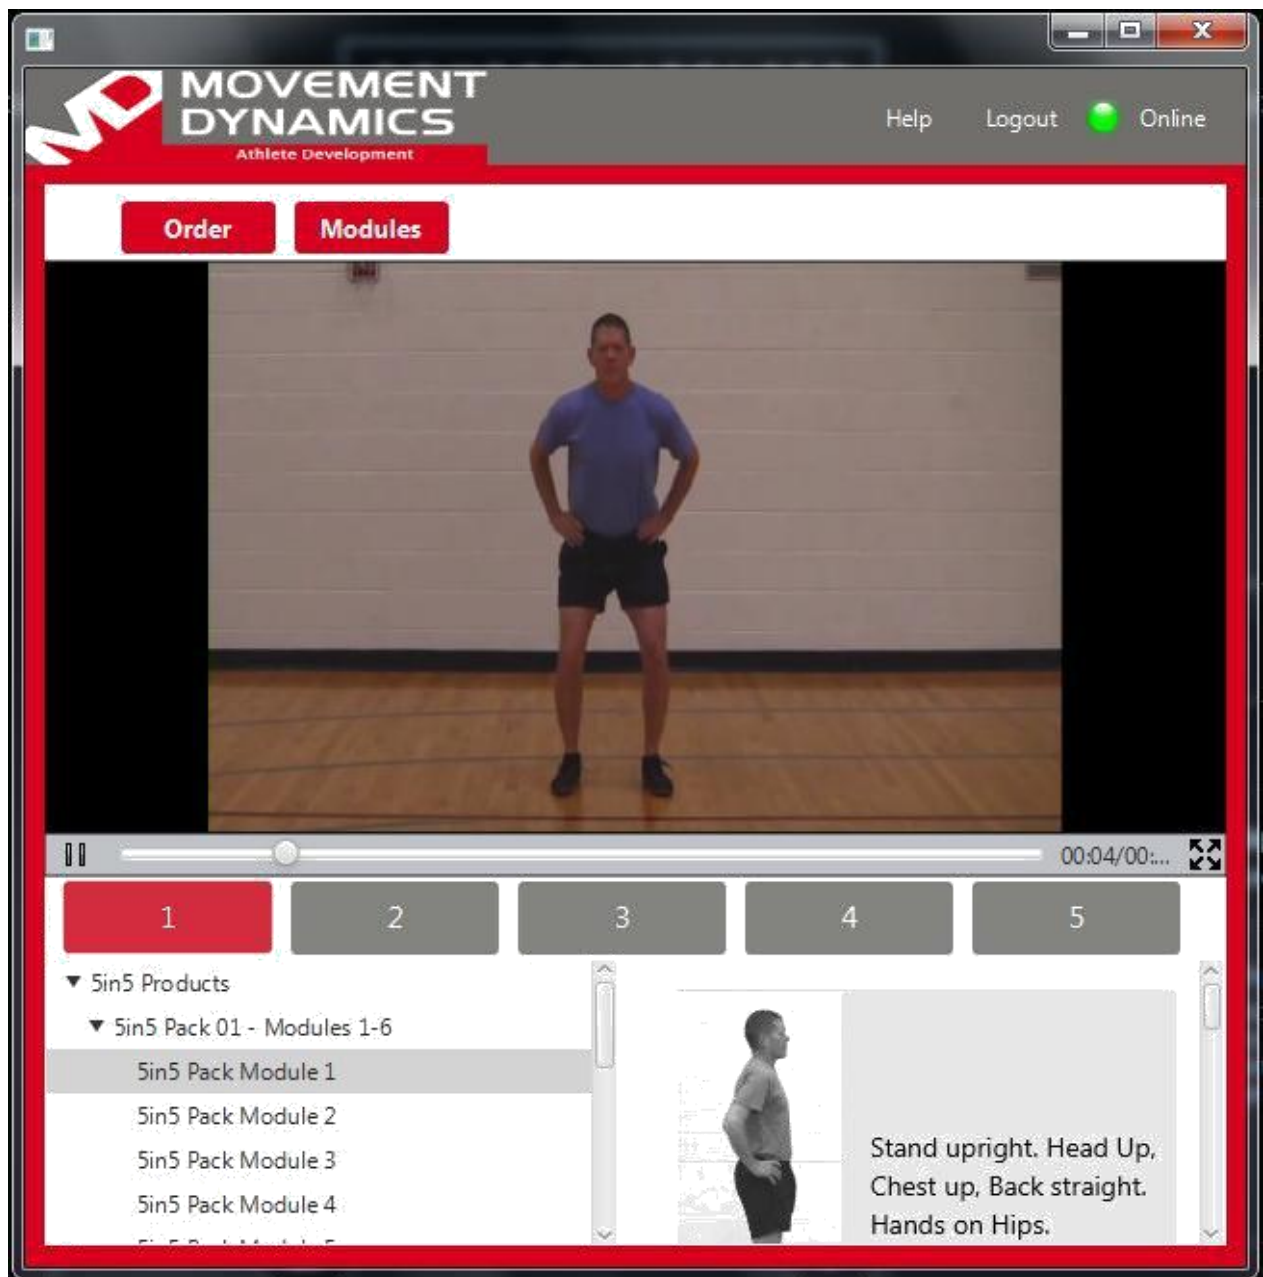 MOVEMENT
DYNAMICS
Athlete Development
Help Logout Online
Order Modules
00:04/00:...
1 2 3 4 5
5in5 Products
5in5 Pack 01 - Modules 1-6
5in5 Pack Module 1
5in5 Pack Module 2
5in5 Pack Module 3
5in5 Pack Module 4
Stand upright. Head Up,
Chest up, Back straight.
Hands on Hips.